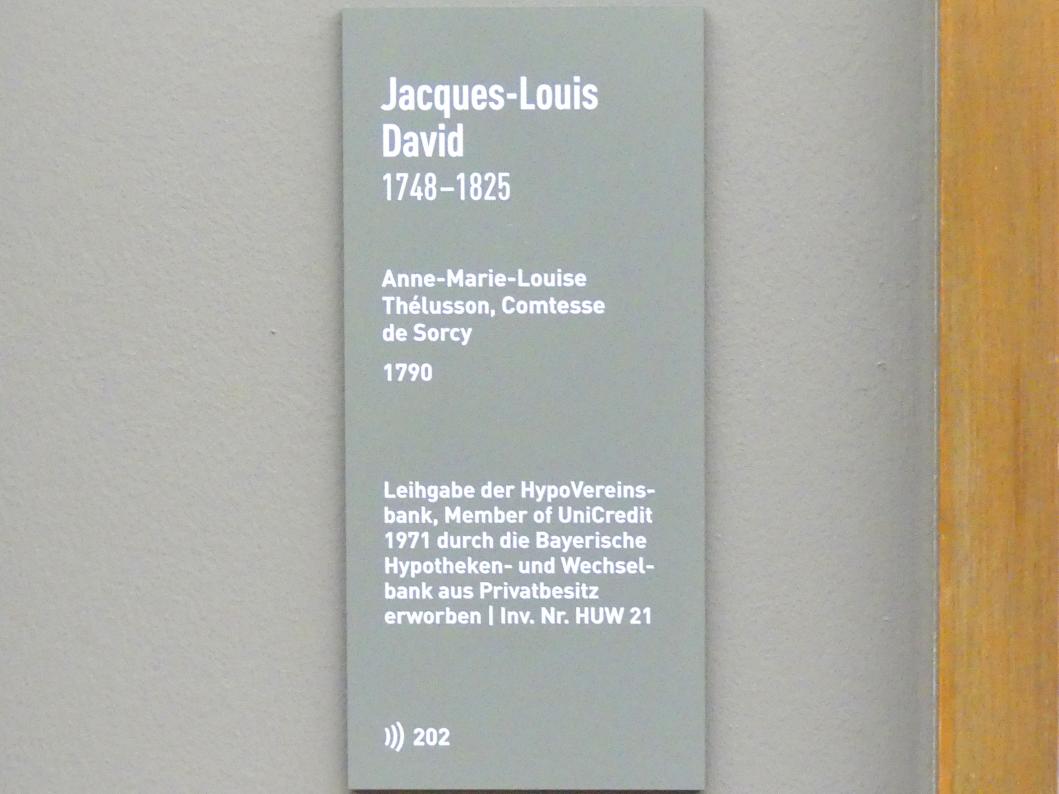 Jacques-Louis
David
1748–1825
Anne-Marie-Louise
Thélusson, Comtesse
de Sorcy
1790
Leihgabe der HypoVereins-
bank, Member of UniCredit
1971 durch die Bayerische
Hypotheken- und Wechsel-
bank aus Privatbesitz
erworben | Inv. Nr. HUW 21
202